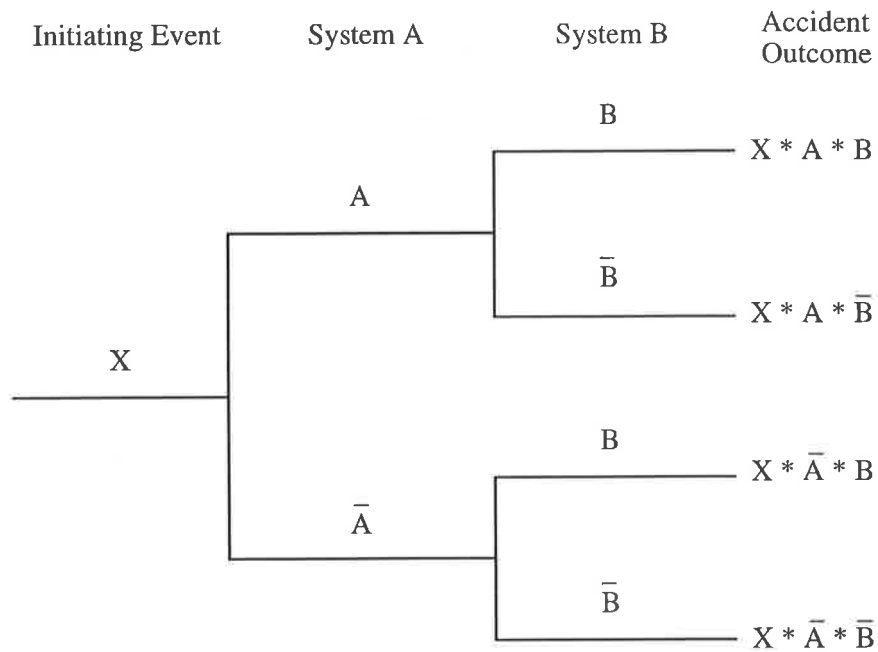 Initiating Event
System A
System B
Accident
Outcome
B
X * A * B
A
B̅
X * A * B̅
X
B
X * A̅ * B
A̅
B̅
X * A̅ * B̅